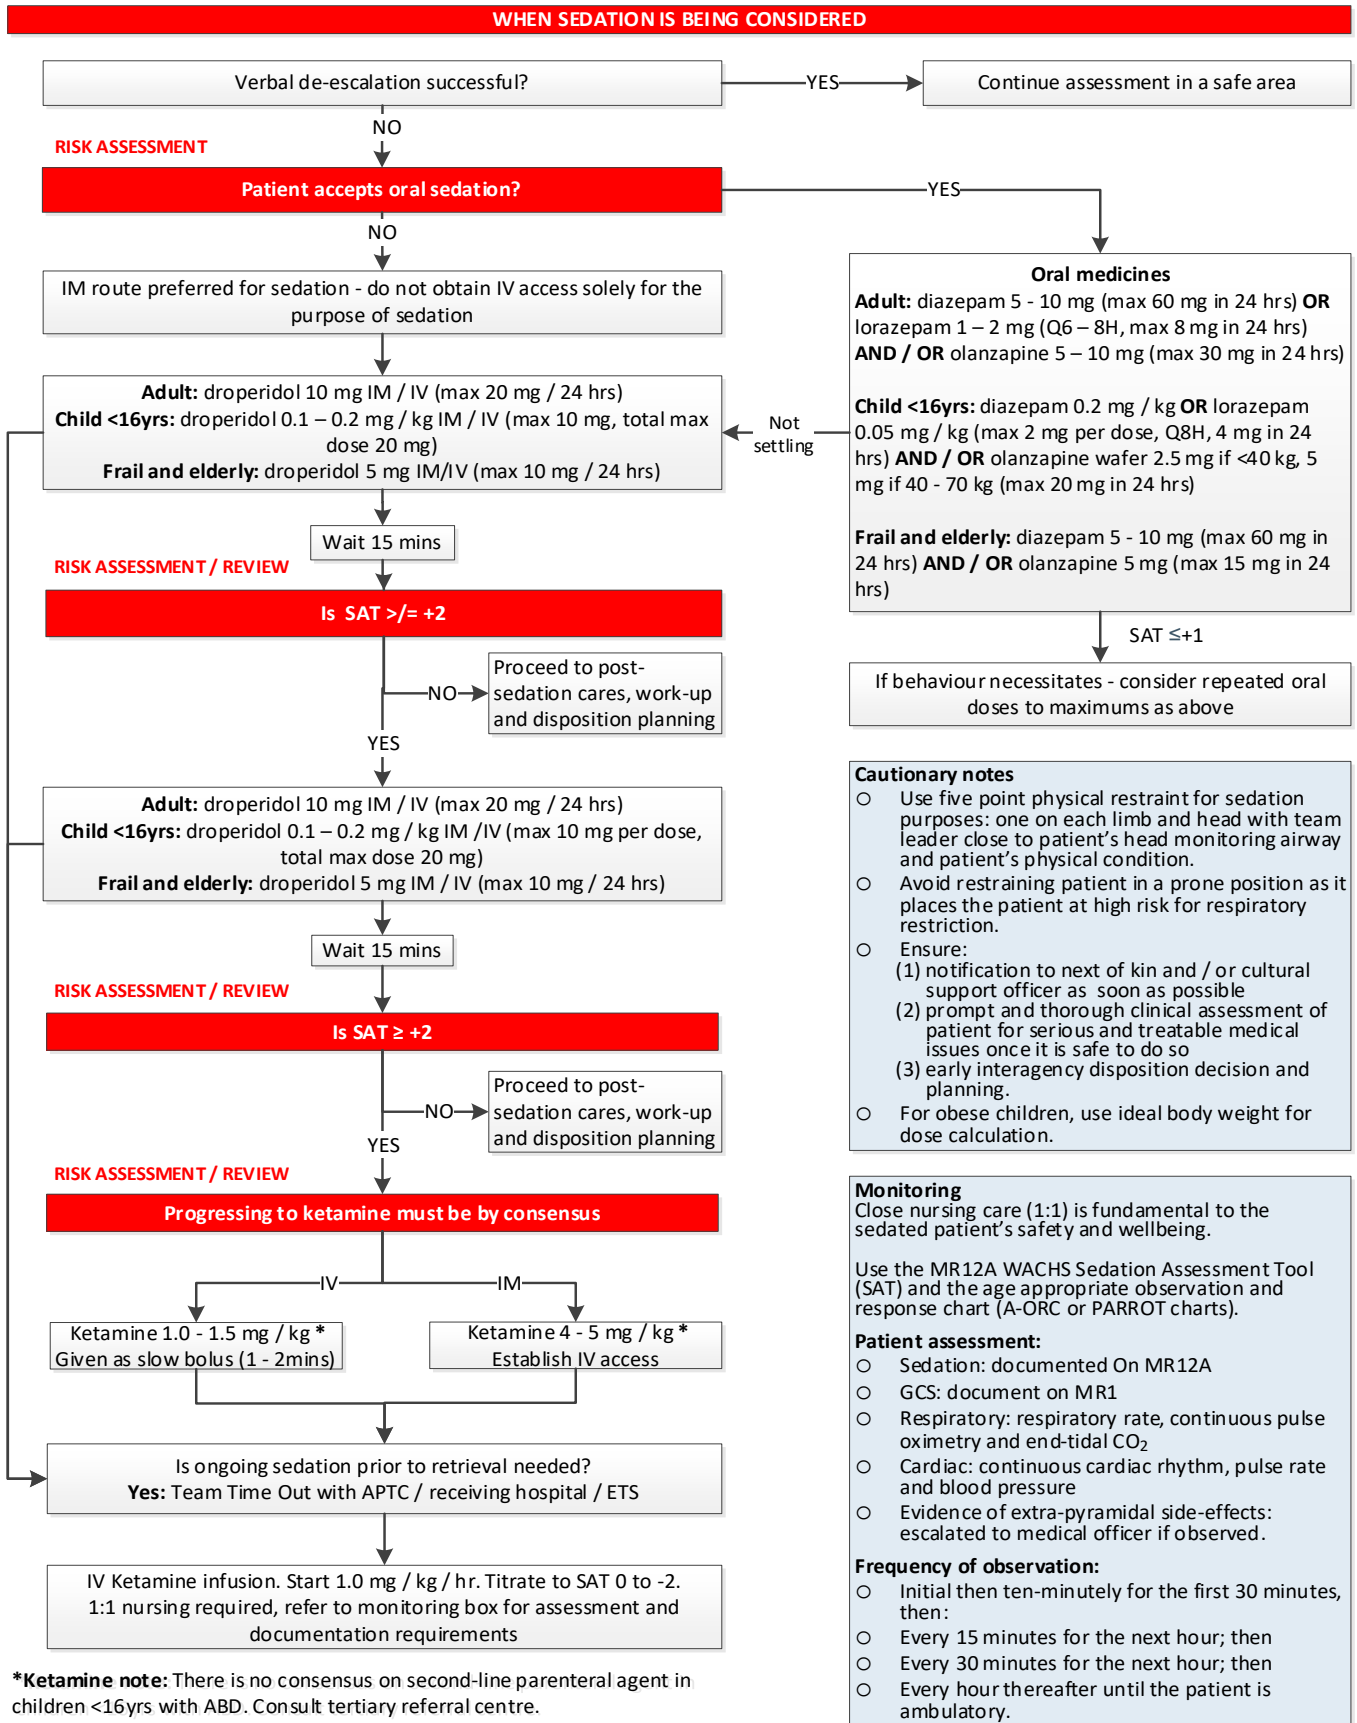 WHEN SEDATION IS BEING CONSIDERED
Verbal de-escalation successful?
YES
Continue assessment in a safe area
NO
RISK ASSESSMENT
Patient accepts oral sedation?
YES
NO
IM route preferred for sedation - do not obtain IV access solely for the
purpose of sedation
Oral medicines
Adult: diazepam 5 - 10 mg (max 60 mg in 24 hrs) OR
lorazepam 1 – 2 mg (Q6 – 8H, max 8 mg in 24 hrs)
AND / OR olanzapine 5 – 10 mg (max 30 mg in 24 hrs)
Child <16yrs: diazepam 0.2 mg / kg OR lorazepam
0.05 mg / kg (max 2 mg per dose, Q8H, 4 mg in 24
hrs) AND / OR olanzapine wafer 2.5 mg if <40 kg, 5
mg if 40 - 70 kg (max 20 mg in 24 hrs)
Frail and elderly: diazepam 5 - 10 mg (max 60 mg in
24 hrs) AND / OR olanzapine 5 mg (max 15 mg in 24
hrs)
Not
settling
Adult: droperidol 10 mg IM / IV (max 20 mg / 24 hrs)
Child <16yrs: droperidol 0.1 – 0.2 mg / kg IM / IV (max 10 mg, total max
dose 20 mg)
Frail and elderly: droperidol 5 mg IM/IV (max 10 mg / 24 hrs)
Wait 15 mins
RISK ASSESSMENT / REVIEW
Is SAT >/= +2
SAT ≤+1
If behaviour necessitates - consider repeated oral
doses to maximums as above
NO
Proceed to post-
sedation cares, work-up
and disposition planning
YES
Adult: droperidol 10 mg IM / IV (max 20 mg / 24 hrs)
Child <16yrs: droperidol 0.1 – 0.2 mg / kg IM /IV (max 10 mg per dose,
total max dose 20 mg)
Frail and elderly: droperidol 5 mg IM / IV (max 10 mg / 24 hrs)
Wait 15 mins
RISK ASSESSMENT / REVIEW
Is SAT ≥ +2
NO
Proceed to post-
sedation cares, work-up
and disposition planning
YES
RISK ASSESSMENT / REVIEW
Progressing to ketamine must be by consensus
IV
IM
Ketamine 1.0 - 1.5 mg / kg *
Given as slow bolus (1 - 2mins)
Ketamine 4 - 5 mg / kg *
Establish IV access
Is ongoing sedation prior to retrieval needed?
Yes: Team Time Out with APTC / receiving hospital / ETS
IV Ketamine infusion. Start 1.0 mg / kg / hr. Titrate to SAT 0 to -2.
1:1 nursing required, refer to monitoring box for assessment and
documentation requirements
*Ketamine note: There is no consensus on second-line parenteral agent in
children <16yrs with ABD. Consult tertiary referral centre.
Cautionary notes
○ Use five point physical restraint for sedation
purposes: one on each limb and head with team
leader close to patient's head monitoring airway
and patient's physical condition.
○ Avoid restraining patient in a prone position as it
places the patient at high risk for respiratory
restriction.
○ Ensure:
(1) notification to next of kin and / or cultural
support officer as soon as possible
(2) prompt and thorough clinical assessment of
patient for serious and treatable medical
issues once it is safe to do so
(3) early interagency disposition decision and
planning.
○ For obese children, use ideal body weight for
dose calculation.
Monitoring
Close nursing care (1:1) is fundamental to the
sedated patient's safety and wellbeing.
Use the MR12A WACHS Sedation Assessment Tool
(SAT) and the age appropriate observation and
response chart (A-ORC or PARROT charts).
Patient assessment:
○ Sedation: documented On MR12A
○ GCS: document on MR1
○ Respiratory: respiratory rate, continuous pulse
oximetry and end-tidal CO₂
○ Cardiac: continuous cardiac rhythm, pulse rate
and blood pressure
○ Evidence of extra-pyramidal side-effects:
escalated to medical officer if observed.
Frequency of observation:
○ Initial then ten-minutely for the first 30 minutes,
then:
○ Every 15 minutes for the next hour; then
○ Every 30 minutes for the next hour; then
○ Every hour thereafter until the patient is
ambulatory.